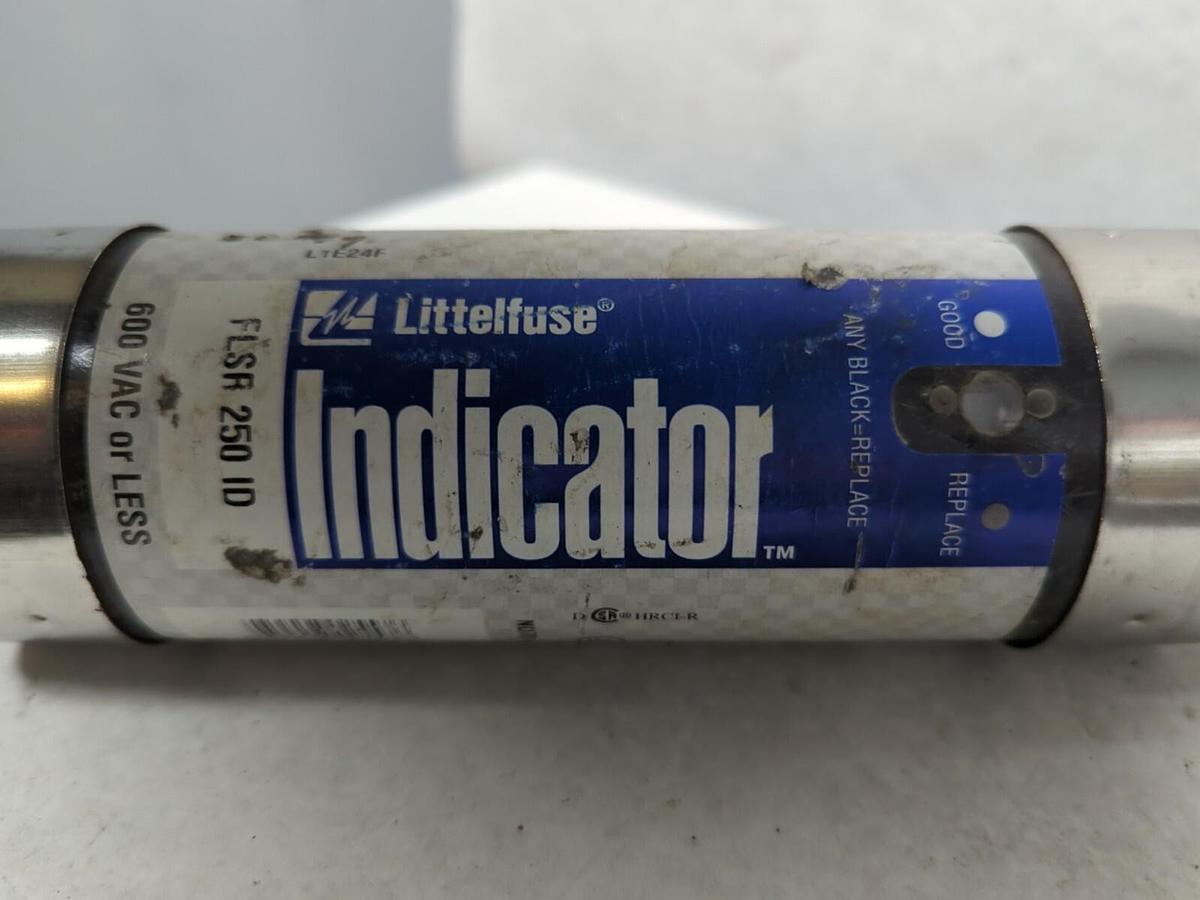 LTE24F
Littelfuse®
Indicator™
FLSR 250 ID
600 VAC or LESS
ANY BLACK=REPLACE
GOOD
REPLACE
HRCI-R